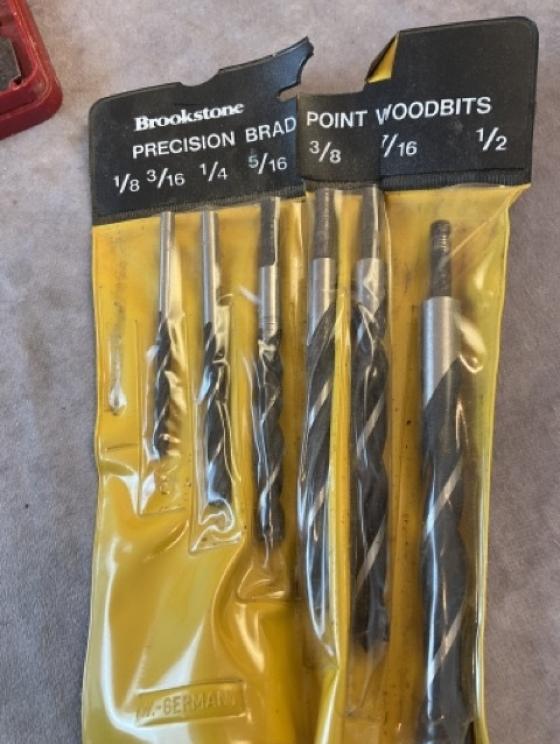 Brookstone
PRECISION BRAD POINT WOODBITS
1/8 3/16 1/4 5/16 3/8 7/16 1/2
W.-GERMANY